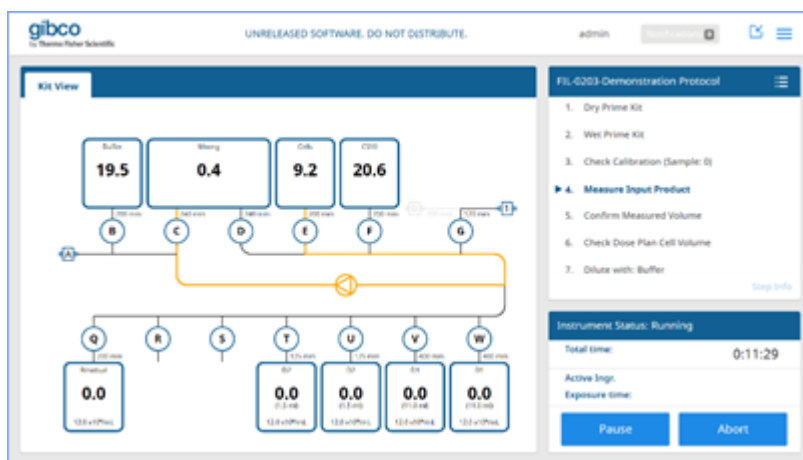 gibco
by Thermo Fisher Scientific
UNRELEASED SOFTWARE. DO NOT DISTRIBUTE.
admin
Notifications 0
Kit View
Buffer
19.5
Mixing
0.4
Cells
9.2
CS10
20.6
B
C
D
E
F
G
A
1
Q
R
S
T
U
V
W
Residual
0.0
0.0
0.0
0.0
0.0
FIL-0203-Demonstration Protocol
1. Dry Prime Kit
2. Wet Prime Kit
3. Check Calibration (Sample: 0)
4. Measure Input Product
5. Confirm Measured Volume
6. Check Dose Plan Cell Volume
7. Dilute with: Buffer
Step Info
Instrument Status: Running
Total time: 0:11:29
Active Ingr.
Exposure time:
Pause
Abort